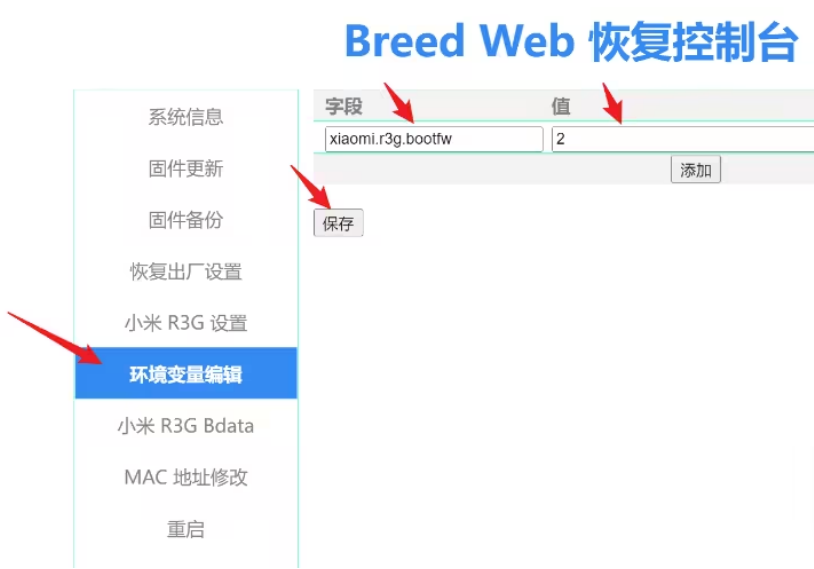 Breed Web 恢复控制台
系统信息
固件更新
固件备份
恢复出厂设置
小米 R3G 设置
环境变量编辑
小米 R3G Bdata
MAC 地址修改
重启
字段 值
xiaomi.r3g.bootfw 2
添加
保存